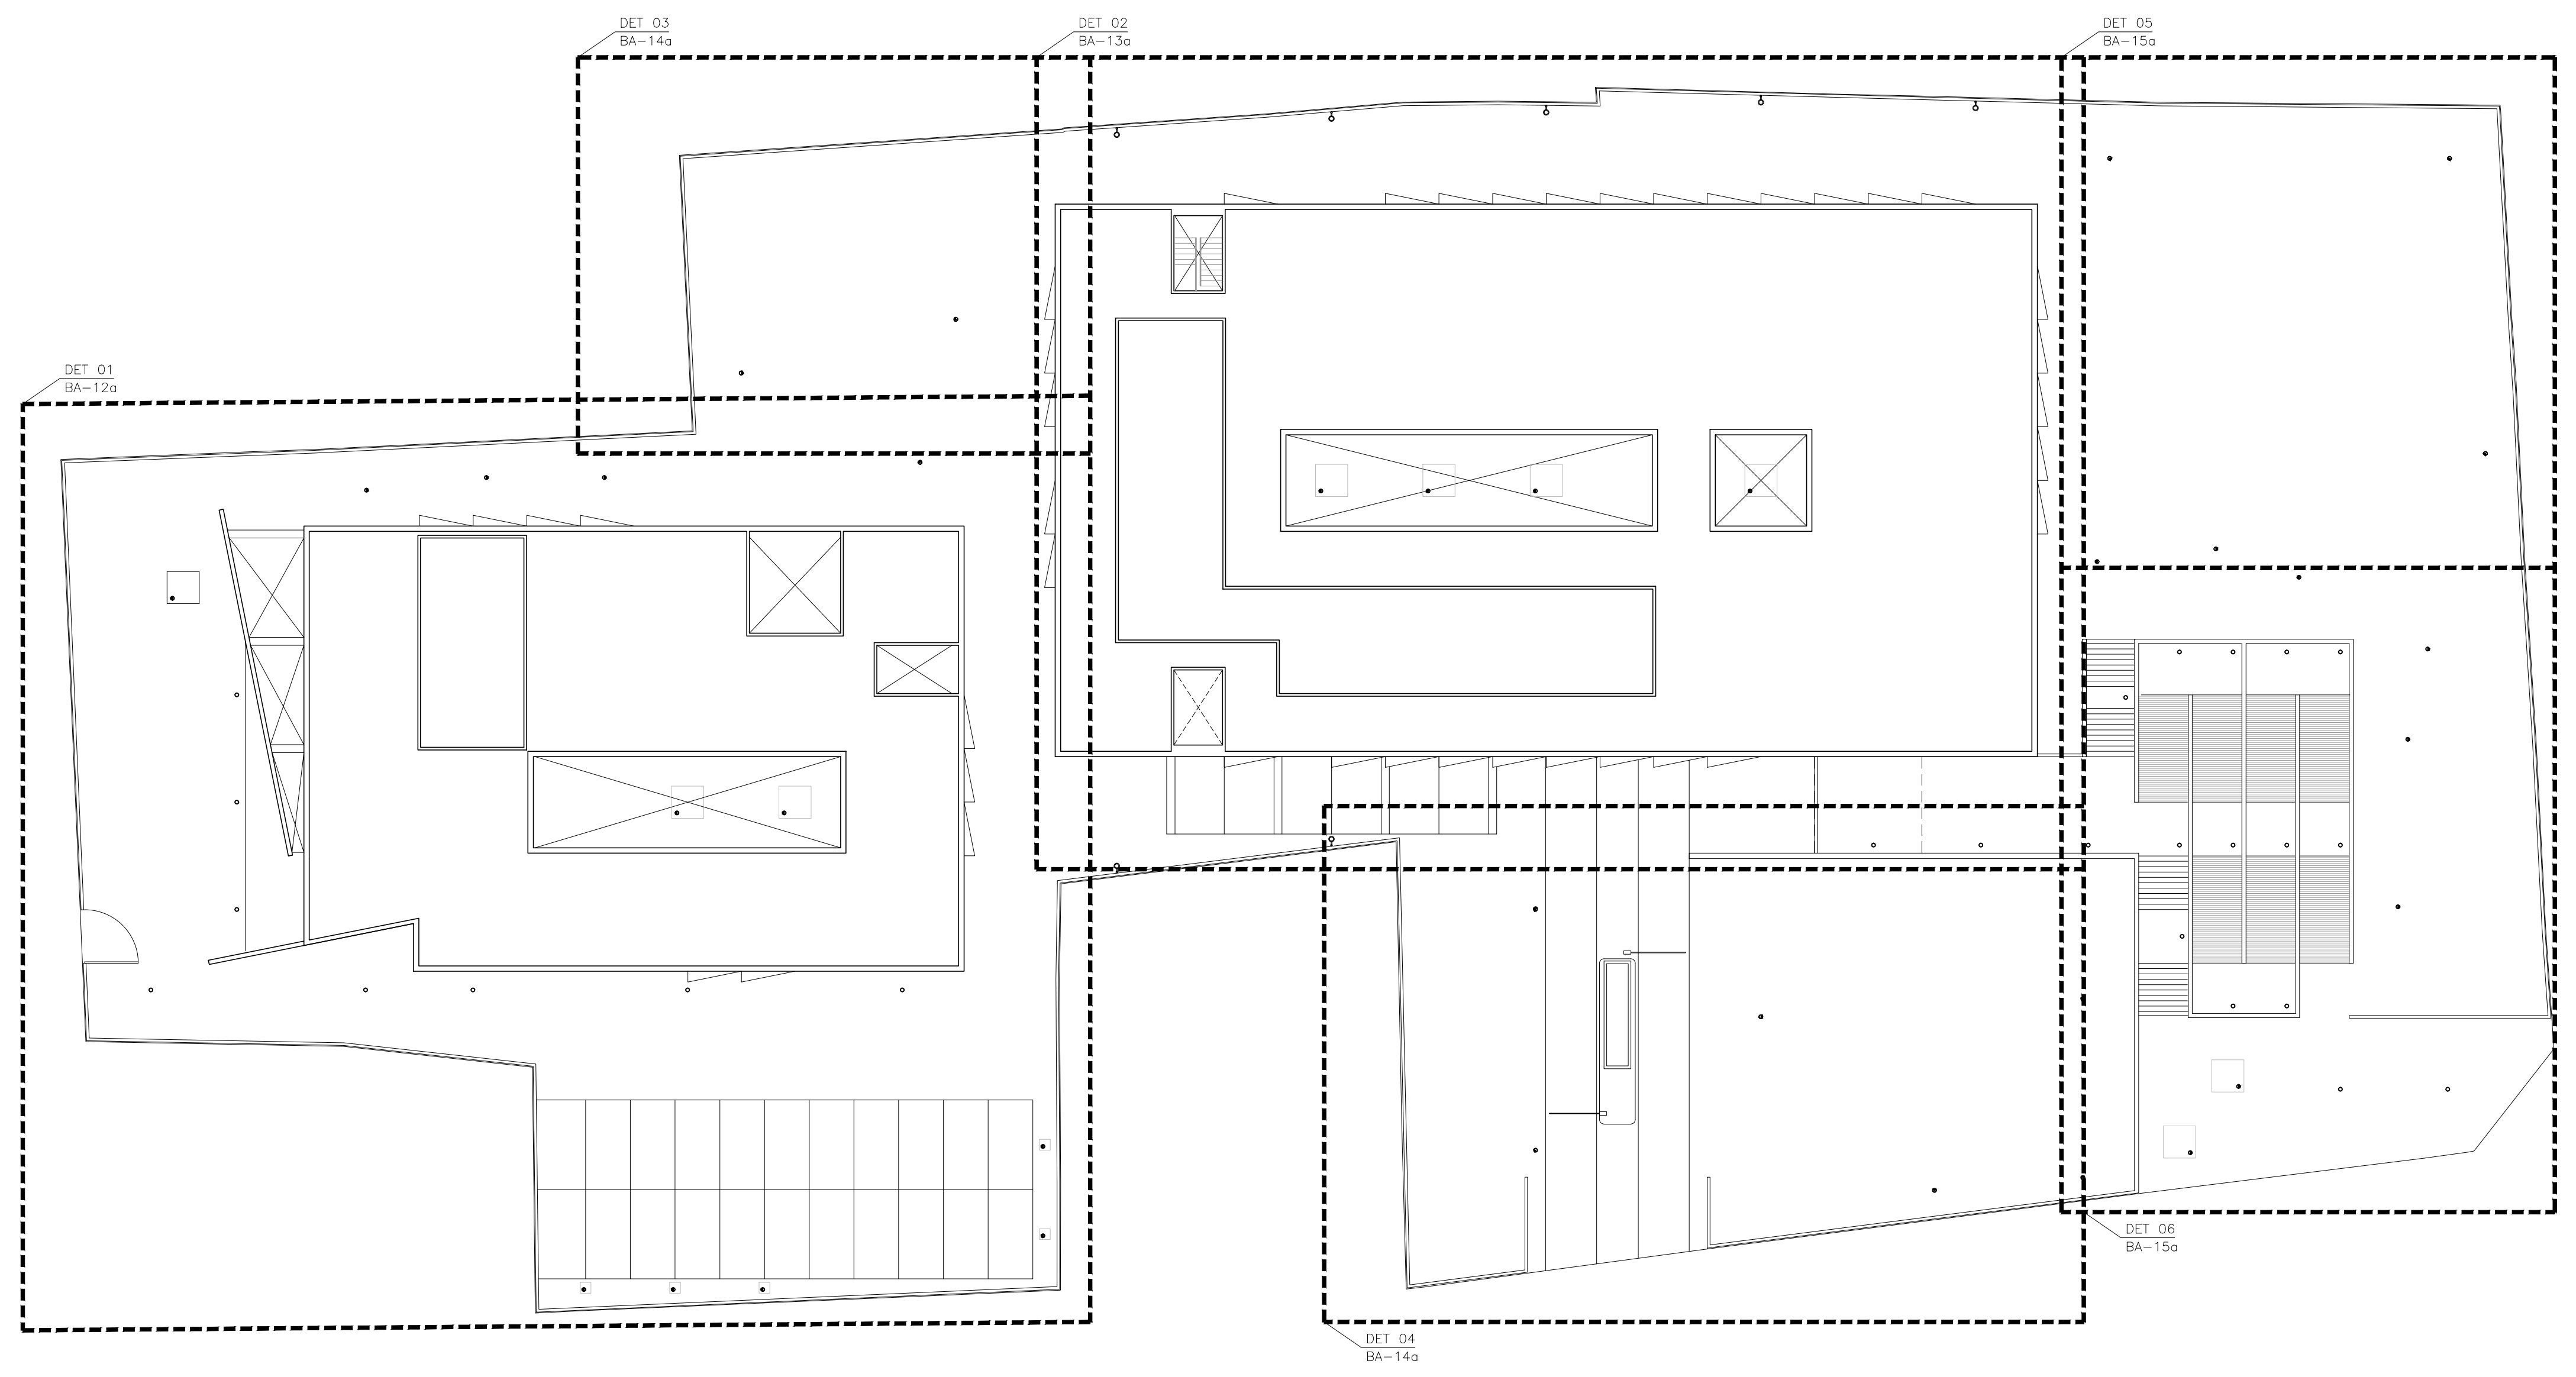 DET 03
BA-14a
DET 02
BA-13a
DET 05
BA-15a
DET 01
BA-12a
DET 06
BA-15a
DET 04
BA-14a